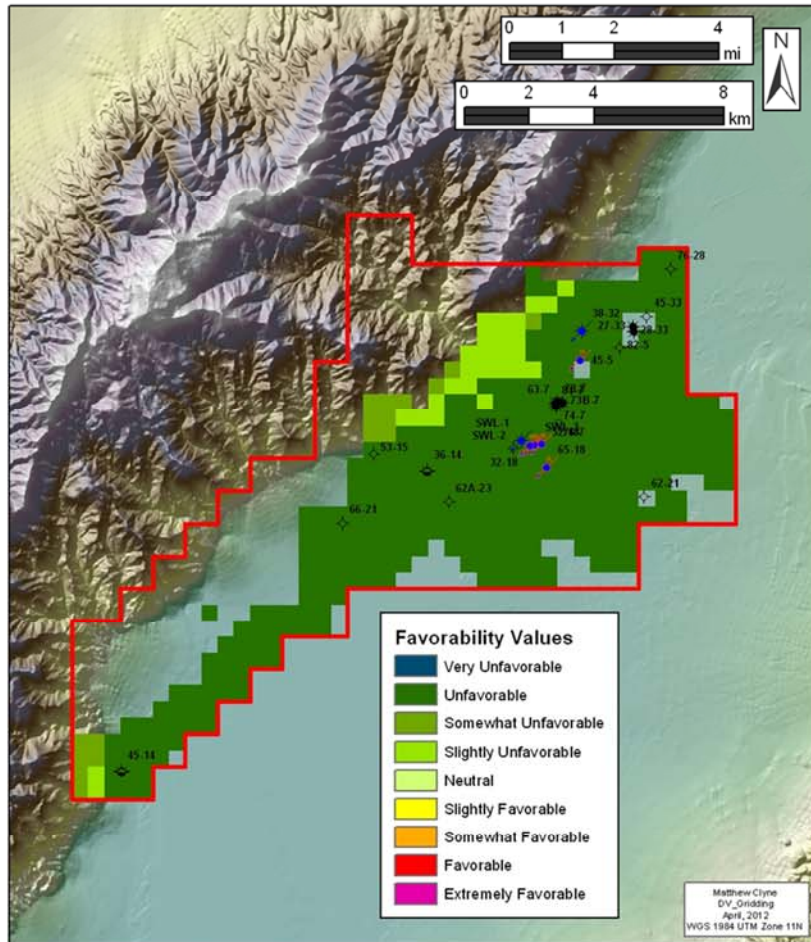 0 1 2 4
mi
0 2 4 6 8
km
N
76-28
45-33
38-32
27-33
28-33
82-5
45-5
63-7
73B-7
74-7
SWL-1
SWL-2
32-18
65-18
53-15
36-14
62A-23
62-21
66-21
45-14
Favorability Values
Very Unfavorable
Unfavorable
Somewhat Unfavorable
Slightly Unfavorable
Neutral
Slightly Favorable
Somewhat Favorable
Favorable
Extremely Favorable
Matthew Clyne
DV_Gridding
April, 2012
WGS 1984 UTM Zone 11N